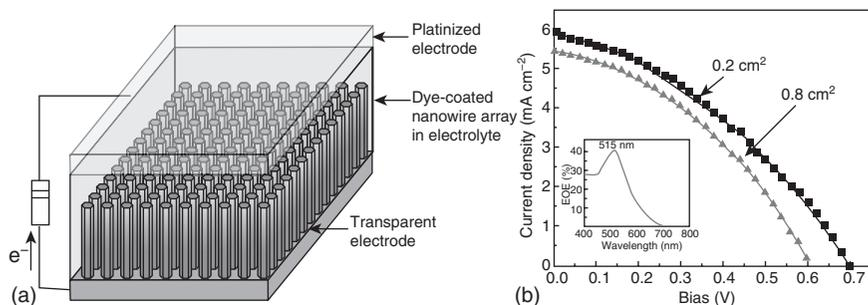 Platinized
electrode
Dye-coated
nanowire array
in electrolyte
Transparent
electrode
e⁻
(a)
Current density (mA cm⁻²)
6
5
4
3
2
1
0
0.0 0.1 0.2 0.3 0.4 0.5 0.6 0.7
Bias (V)
0.2 cm²
0.8 cm²
515 nm
EOE (%)
40
30
20
10
400 500 600 700 800
Wavelength (nm)
(b)